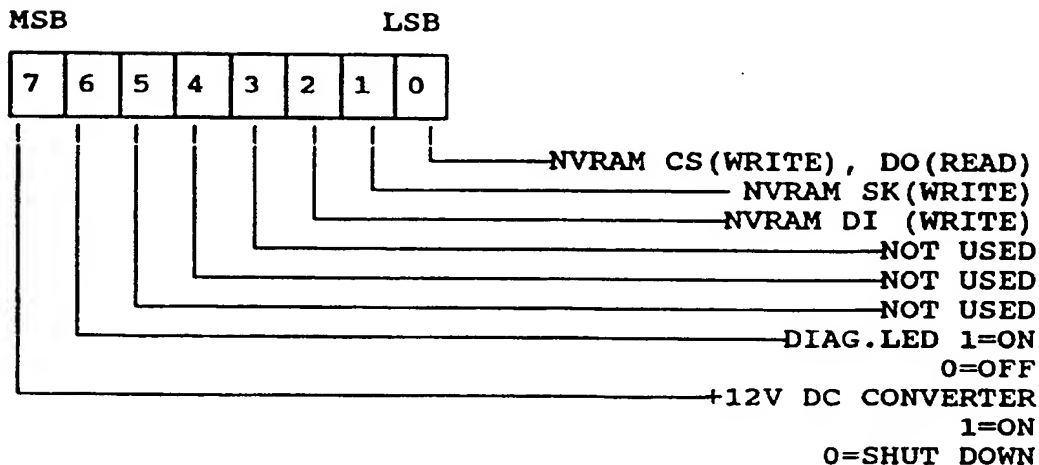 MSB LSB
7 6 5 4 3 2 1 0
NVRAM CS(WRITE), DO(READ)
NVRAM SK(WRITE)
NVRAM DI (WRITE)
NOT USED
NOT USED
NOT USED
DIAG.LED 1=ON
0=OFF
+12V DC CONVERTER
1=ON
0=SHUT DOWN